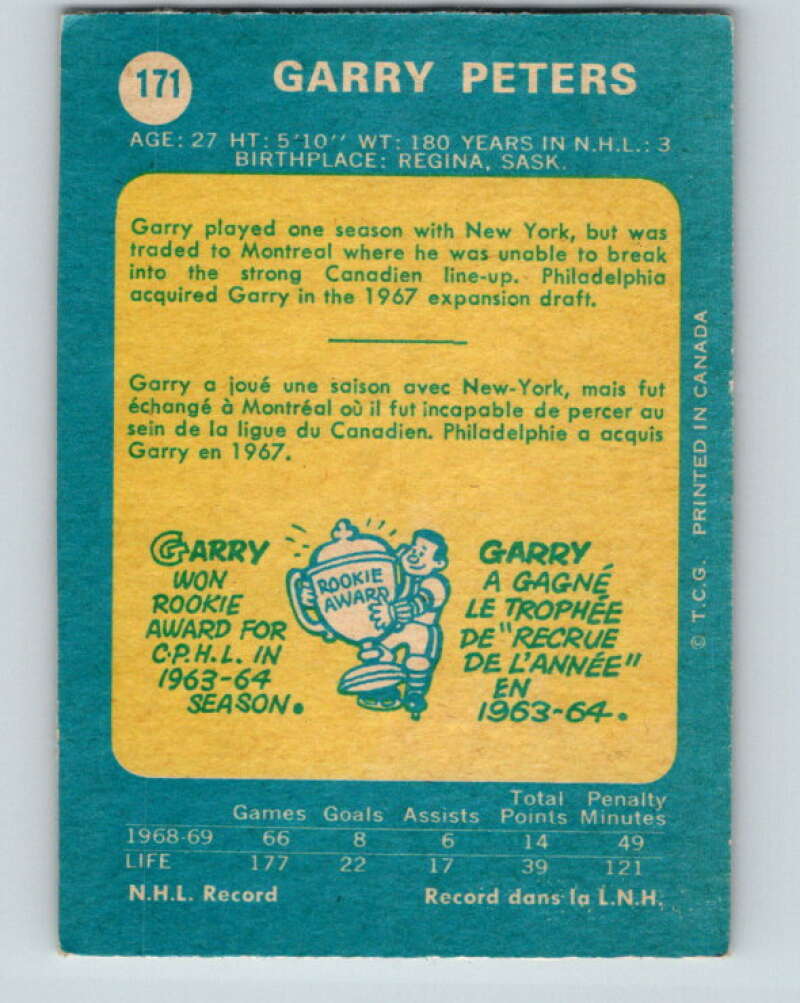 171
GARRY PETERS
AGE: 27 HT: 5'10'' WT: 180 YEARS IN N.H.L.: 3
BIRTHPLACE: REGINA, SASK.
Garry played one season with New York, but was
traded to Montreal where he was unable to break
into the strong Canadien line-up. Philadelphia
acquired Garry in the 1967 expansion draft.
Garry a joué une saison avec New-York, mais fut
échangé à Montréal où il fut incapable de percer au
sein de la ligue du Canadien. Philadelphie a acquis
Garry en 1967.
GARRY
WON
ROOKIE
AWARD FOR
C.P.H.L. IN
1963-64
SEASON.
ROOKIE
AWARD
GARRY
A GAGNÉ
LE TROPHÉE
DE "RECRUE
DE L'ANNÉE"
EN
1963-64.
© T.C.G. PRINTED IN CANADA
Games Goals Assists Total Points Penalty Minutes
1968-69 66 8 6 14 49
LIFE 177 22 17 39 121
N.H.L. Record Record dans la L.N.H.